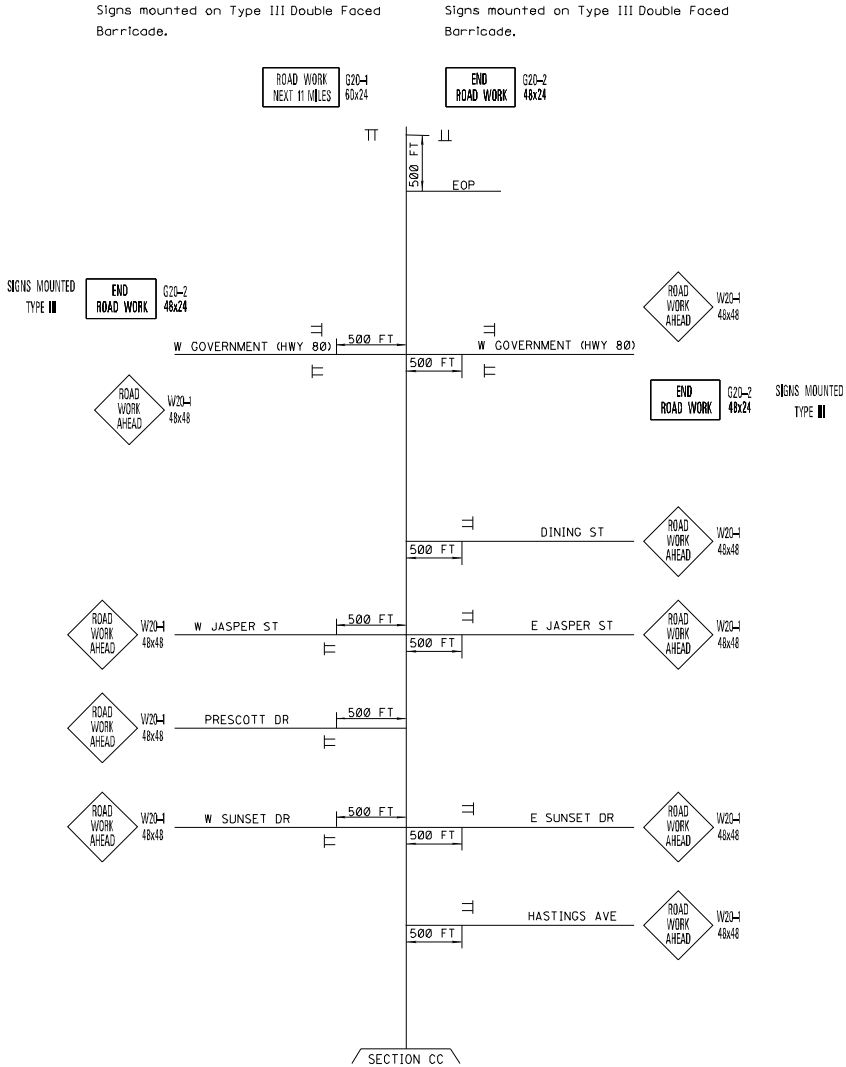 Signs mounted on Type III Double Faced
Barricade.
Signs mounted on Type III Double Faced
Barricade.
ROAD WORK
NEXT 11 MILES
G20-1
60x24
END
ROAD WORK
G20-2
48x24
500 FT
EOP
SIGNS MOUNTED
TYPE III
END
ROAD WORK
G20-2
48x24
ROAD
WORK
AHEAD
W20-1
48x48
W GOVERNMENT (HWY 80)
500 FT
W GOVERNMENT (HWY 80)
500 FT
ROAD
WORK
AHEAD
W20-1
48x48
END
ROAD WORK
G20-2
48x24
SIGNS MOUNTED
TYPE III
DINING ST
500 FT
ROAD
WORK
AHEAD
W20-1
48x48
ROAD
WORK
AHEAD
W20-1
48x48
W JASPER ST
500 FT
E JASPER ST
500 FT
ROAD
WORK
AHEAD
W20-1
48x48
ROAD
WORK
AHEAD
W20-1
48x48
PRESCOTT DR
500 FT
ROAD
WORK
AHEAD
W20-1
48x48
W SUNSET DR
500 FT
E SUNSET DR
500 FT
ROAD
WORK
AHEAD
W20-1
48x48
HASTINGS AVE
500 FT
ROAD
WORK
AHEAD
W20-1
48x48
SECTION CC